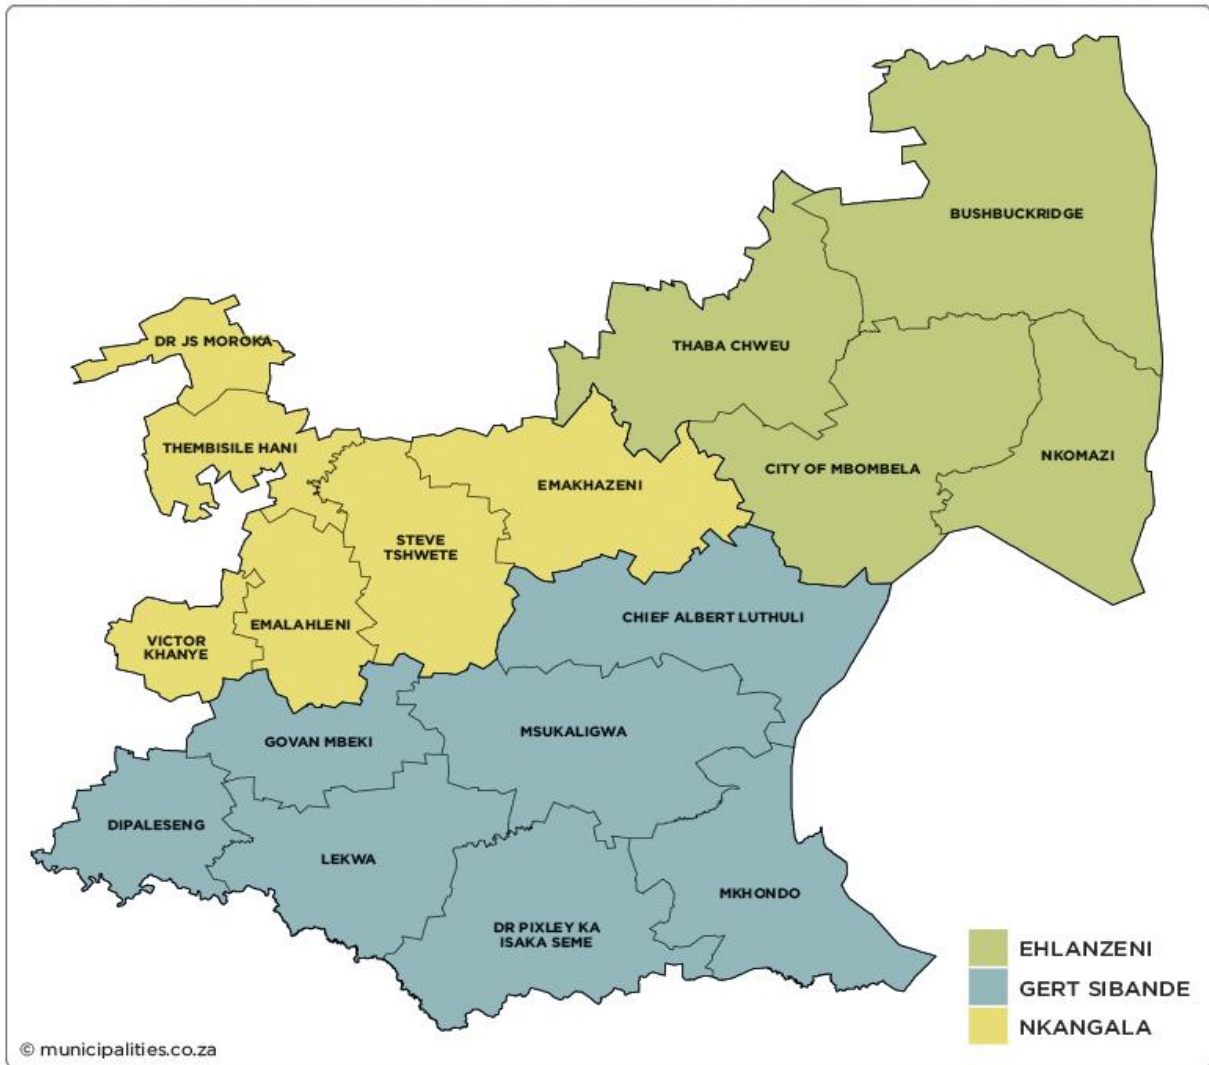 BUSHBUCKRIDGE
DR JS MOROKA
THABA CHWEU
THEMBISILE HANI
NKOMAZI
CITY OF MBOMBELA
EMAKHAZENI
STEVE
TSHWETE
CHIEF ALBERT LUTHULI
EMALAHLENI
VICTOR
KHANYE
MSUKALIGWA
GOVAN MBEKI
DIPALESENG
LEKWA
MKHONDO
DR PIXLEY KA
ISAKA SEME
EHLANZENI
GERT SIBANDE
NKANGALA
© municipalities.co.za